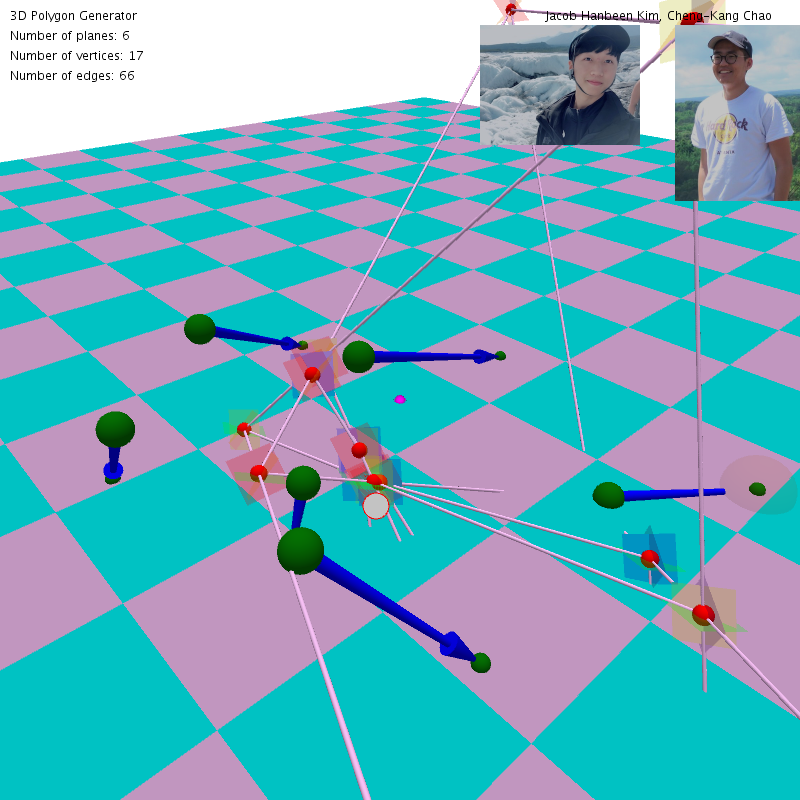 3D Polygon Generator
Jacob Hanbeen Kim, Cheng-Kang Chao
Number of planes: 6
Number of vertices: 17
Number of edges: 66